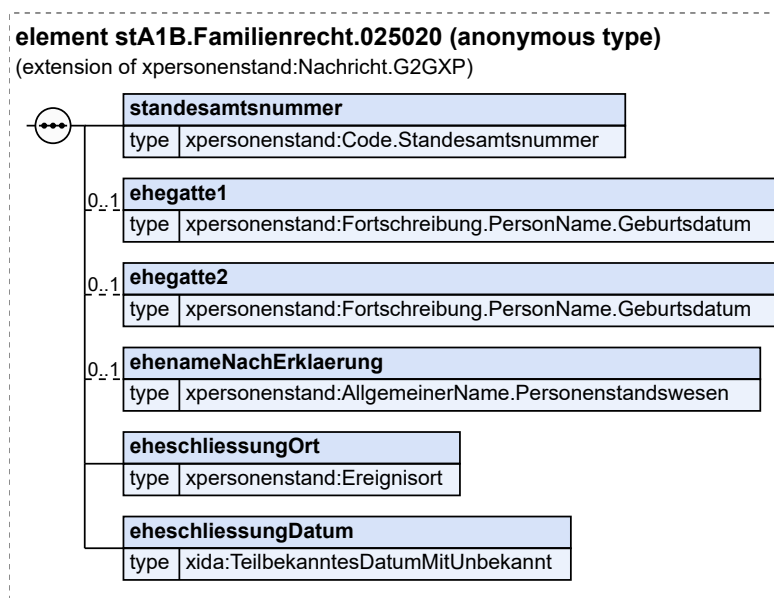 element stA1B.Familienrecht.025020 (anonymous type)
(extension of xpersonenstand:Nachricht.G2GXP)
standesamtsnummer
type xpersonenstand:Code.Standesamtsnummer
0..1 ehegatte1
type xpersonenstand:Fortschreibung.PersonName.Geburtsdatum
0..1 ehegatte2
type xpersonenstand:Fortschreibung.PersonName.Geburtsdatum
0..1 ehenameNachErklaerung
type xpersonenstand:AllgemeinerName.Personenstandswesen
eheschliessungOrt
type xpersonenstand:Ereignisort
eheschliessungDatum
type xida:TeilbekanntesDatumMitUnbekannt